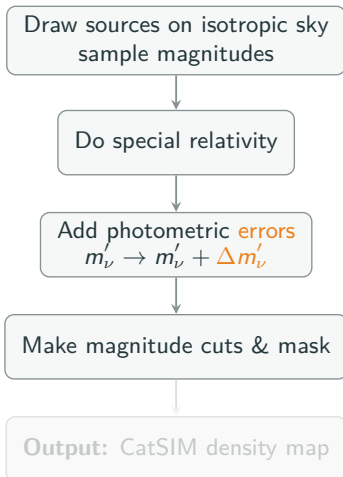 Draw sources on isotropic sky
sample magnitudes
Do special relativity
Add photometric errors
m′ν → m′ν + Δm′ν
Make magnitude cuts & mask
Output: CatSIM density map